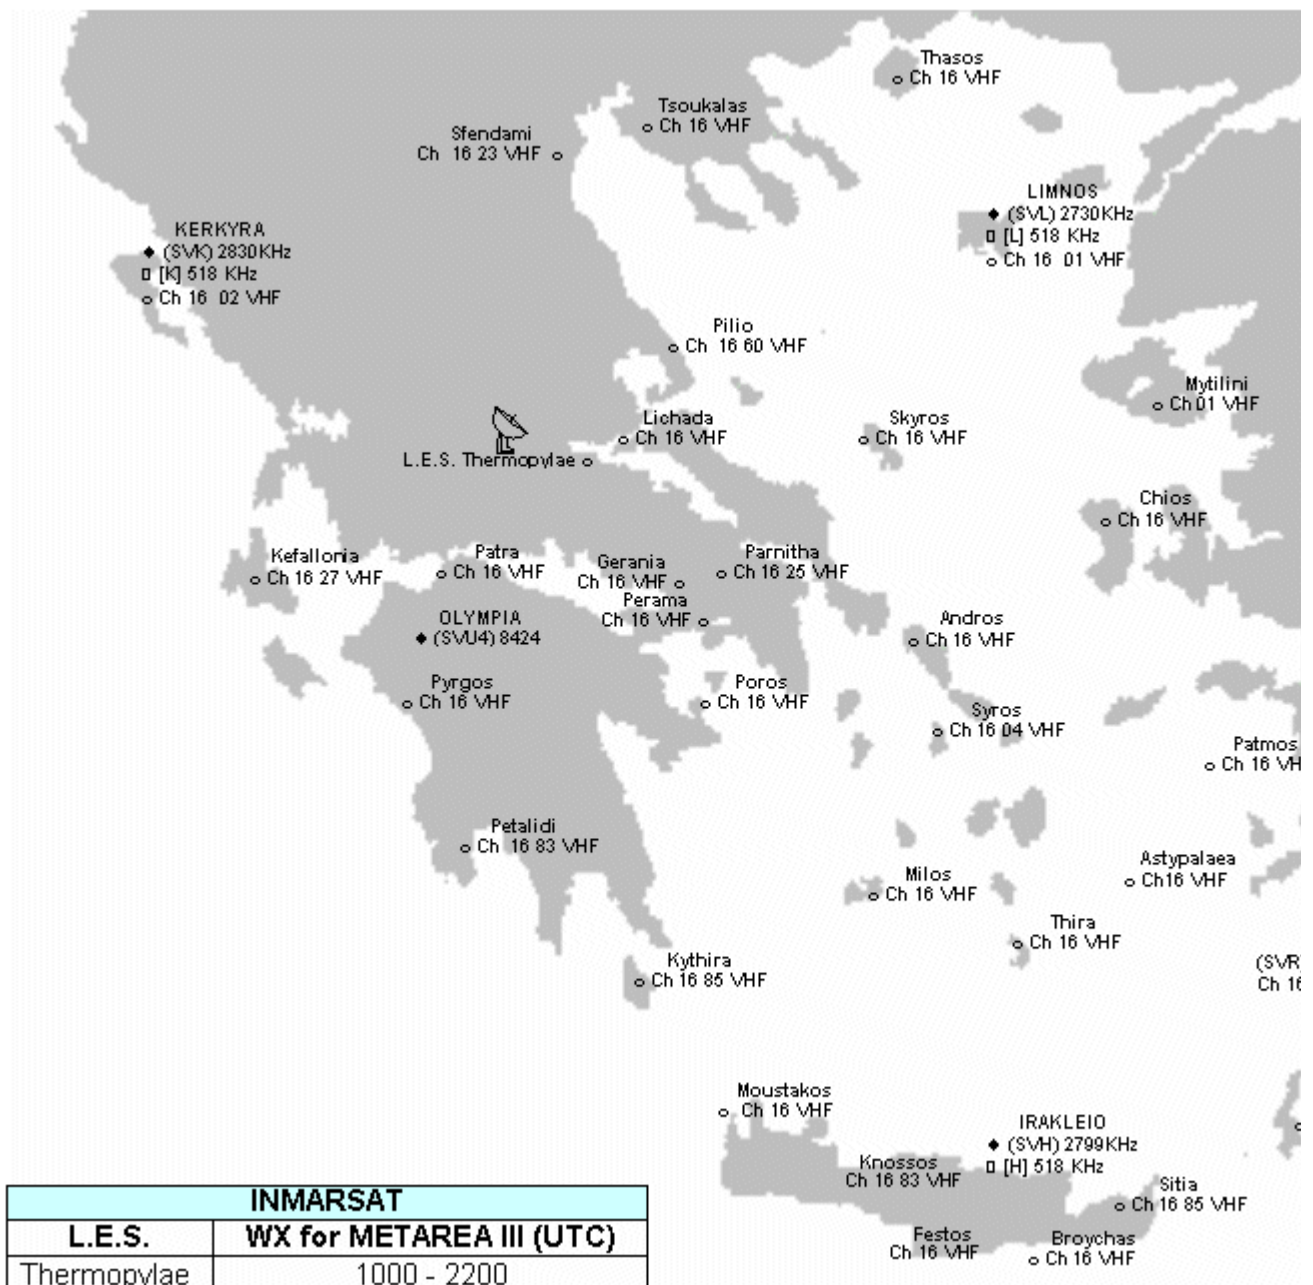 Thasos
Ch 16 VHF
Tsoukalas
Ch 16 VHF
Sfendami
Ch 16 23 VHF
LIMNOS
(SVL) 2730KHz
[L] 518 KHz
Ch 16 01 VHF
KERKYRA
(SVK) 2830KHz
[K] 518 KHz
Ch 16 02 VHF
Pilio
Ch 16 60 VHF
Mytilini
Ch 01 VHF
Lichada
Ch 16 VHF
Skyros
Ch 16 VHF
L.E.S. Thermopylae
Chios
Ch 16 VHF
Kefallonia
Ch 16 27 VHF
Patra
Ch 16 VHF
Gerania
Ch 16 VHF
Parnitha
Ch 16 25 VHF
Perama
Ch 16 VHF
OLYMPIA
(SVU4) 8424
Andros
Ch 16 VHF
Pyrgos
Ch 16 VHF
Poros
Ch 16 VHF
Syros
Ch 16 04 VHF
Patmos
Ch 16 VH
Petalidi
Ch 16 83 VHF
Milos
Ch 16 VHF
Astypalaea
Ch16 VHF
Thira
Ch 16 VHF
Kythira
Ch 16 85 VHF
(SVR)
Ch 16
Moustakos
Ch 16 VHF
IRAKLEIO
(SVH) 2799KHz
[H] 518 KHz
Knossos
Ch 16 83 VHF
Sitia
Ch 16 85 VHF
Festos
Ch 16 VHF
Broychas
Ch 16 VHF
INMARSAT
L.E.S. WX for METAREA III (UTC)
Thermopylae 1000 - 2200